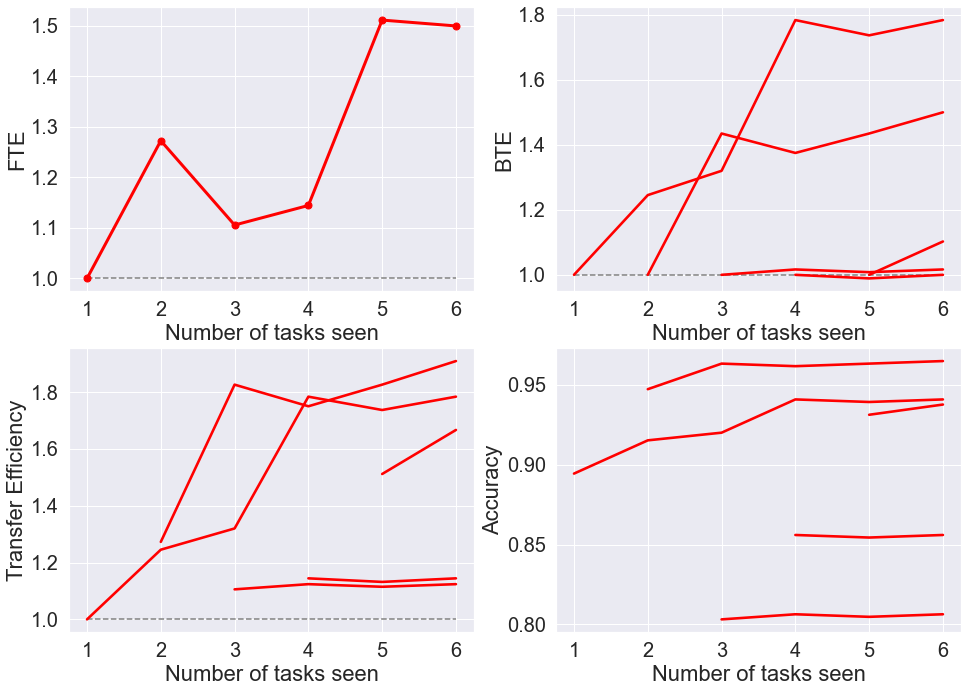 FTE
1.5
1.4
1.3
1.2
1.1
1.0
1 2 3 4 5 6
Number of tasks seen
BTE
1.8
1.6
1.4
1.2
1.0
1 2 3 4 5 6
Number of tasks seen
Transfer Efficiency
1.8
1.6
1.4
1.2
1.0
1 2 3 4 5 6
Number of tasks seen
Accuracy
0.95
0.90
0.85
0.80
1 2 3 4 5 6
Number of tasks seen